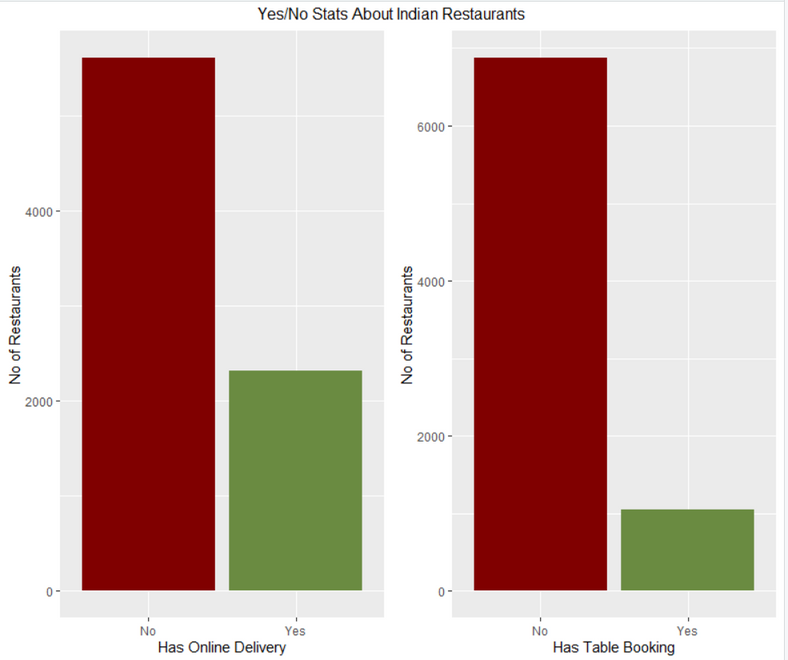 Yes/No Stats About Indian Restaurants
No of Restaurants
4000
2000
0
No
Yes
Has Online Delivery
No of Restaurants
6000
4000
2000
0
No
Yes
Has Table Booking